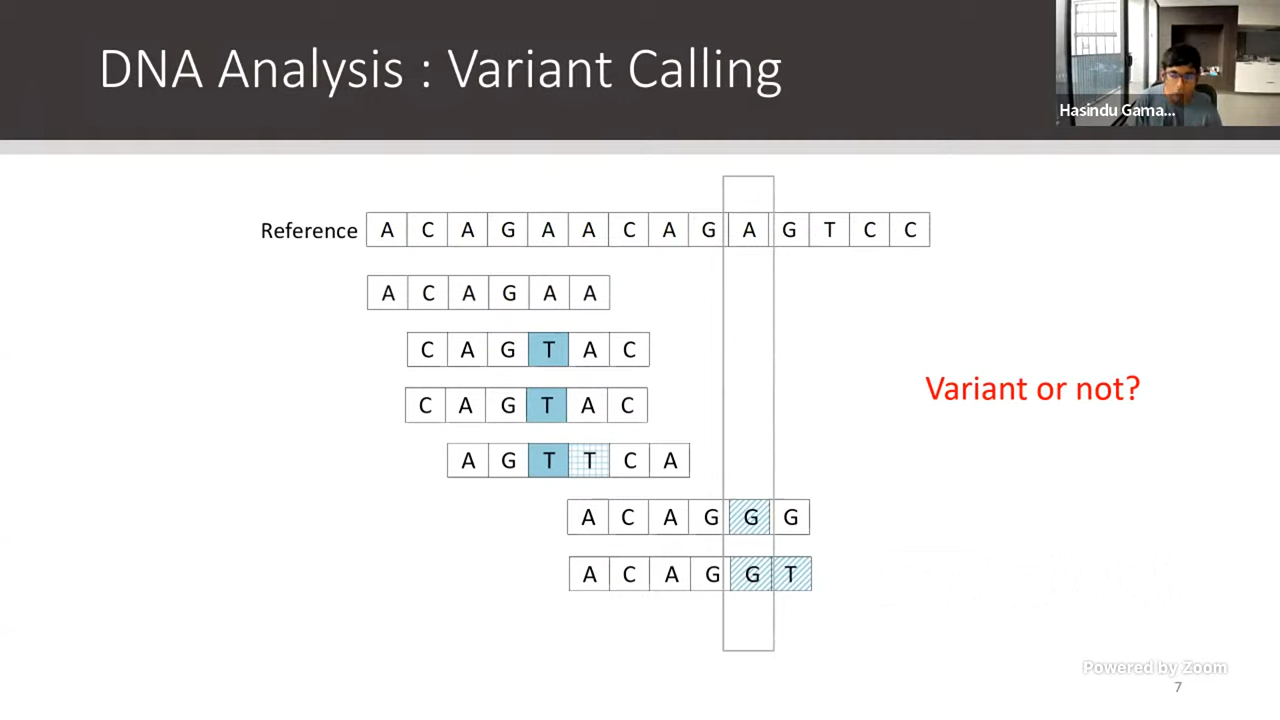 DNA Analysis : Variant Calling
Hasindu Gama...
Reference A C A G A A C A G A G T C C
A C A G A A
C A G T A C
Variant or not?
C A G T A C
A G T T C A
A C A G G G
A C A G G T
Powered by Zoom
7